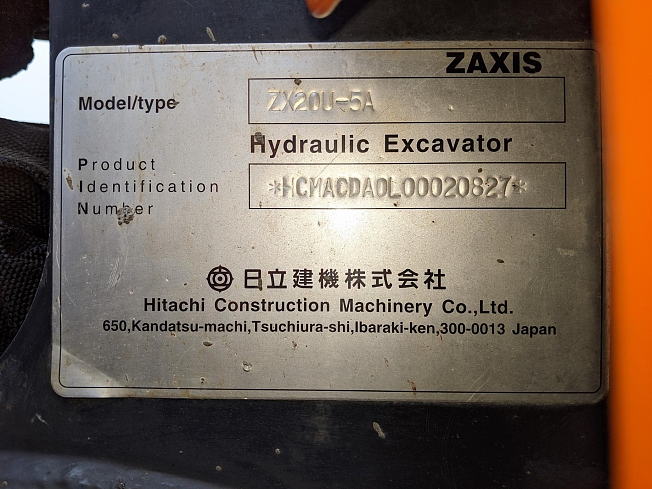 ZAXIS
Model/type ZX20U-5A
Hydraulic Excavator
Product
Identification *HCMACDA0L00020827*
Number
日立建機株式会社
Hitachi Construction Machinery Co.,Ltd.
650,Kandatsu-machi,Tsuchiura-shi,Ibaraki-ken,300-0013 Japan